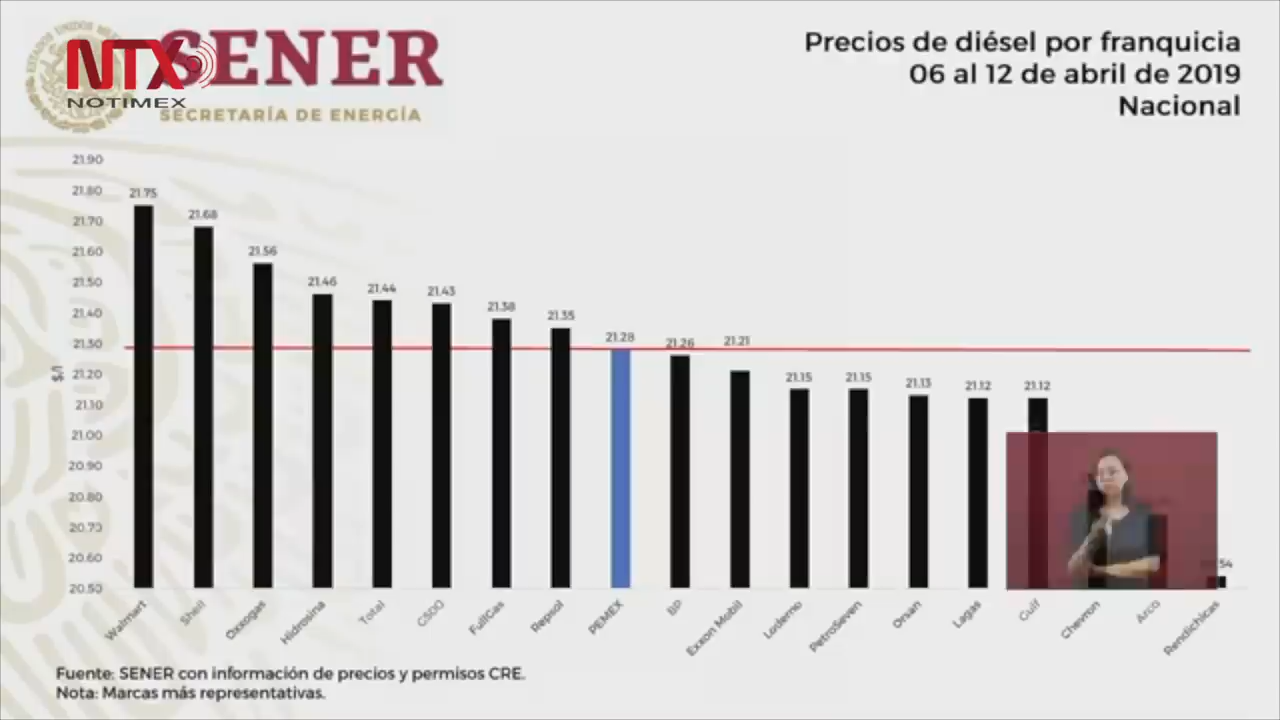 NTX
NOTIMEX
SENER
SECRETARÍA DE ENERGÍA
Precios de diésel por franquicia
06 al 12 de abril de 2019
Nacional
21.90
21.80
21.70
21.60
21.50
21.40
21.30
21.20
21.10
21.00
20.90
20.80
20.70
20.60
20.50
$/l
21.75
21.68
21.56
21.46
21.44
21.43
21.38
21.35
21.28
21.26
21.21
21.15
21.15
21.13
21.12
21.12
54
Walmart
Shell
Oxxogas
Hidrosina
Total
G500
FullGas
Repsol
PEMEX
BP
Exxon Mobil
Lodemo
PetroSeven
Orsan
Lagas
Gulf
Chevron
Arco
Rendichicas
Fuente: SENER con información de precios y permisos CRE.
Nota: Marcas más representativas.